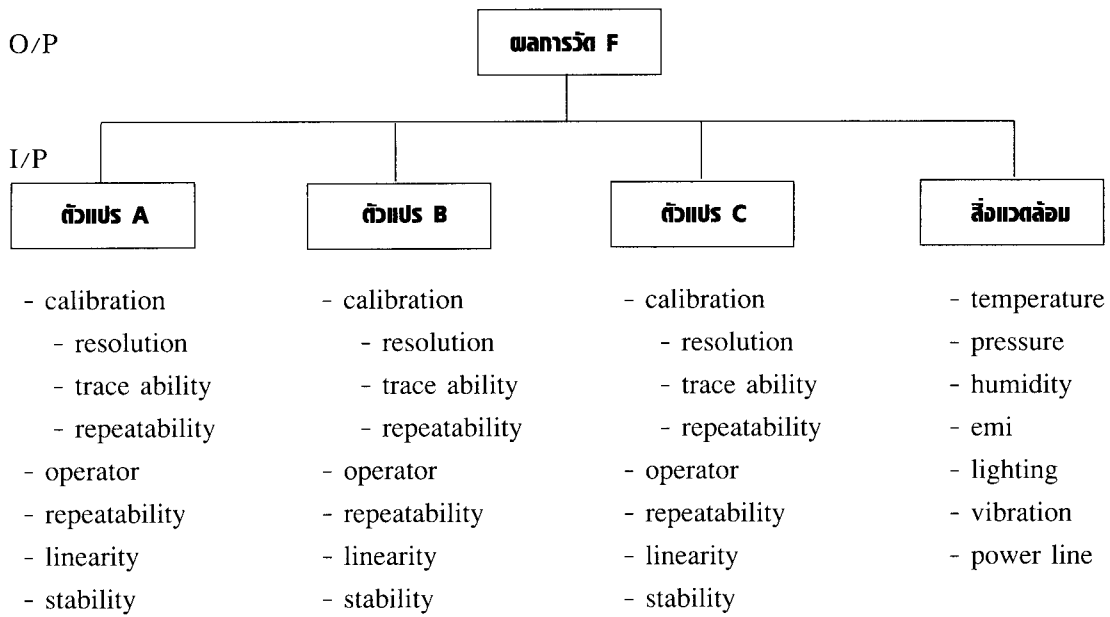 O/P
ผลการวัด F
I/P
ตัวแปร A
ตัวแปร B
ตัวแปร C
สิ่งแวดล้อม
- calibration
- resolution
- trace ability
- repeatability
- operator
- repeatability
- linearity
- stability
- calibration
- resolution
- trace ability
- repeatability
- operator
- repeatability
- linearity
- stability
- calibration
- resolution
- trace ability
- repeatability
- operator
- repeatability
- linearity
- stability
- temperature
- pressure
- humidity
- emi
- lighting
- vibration
- power line